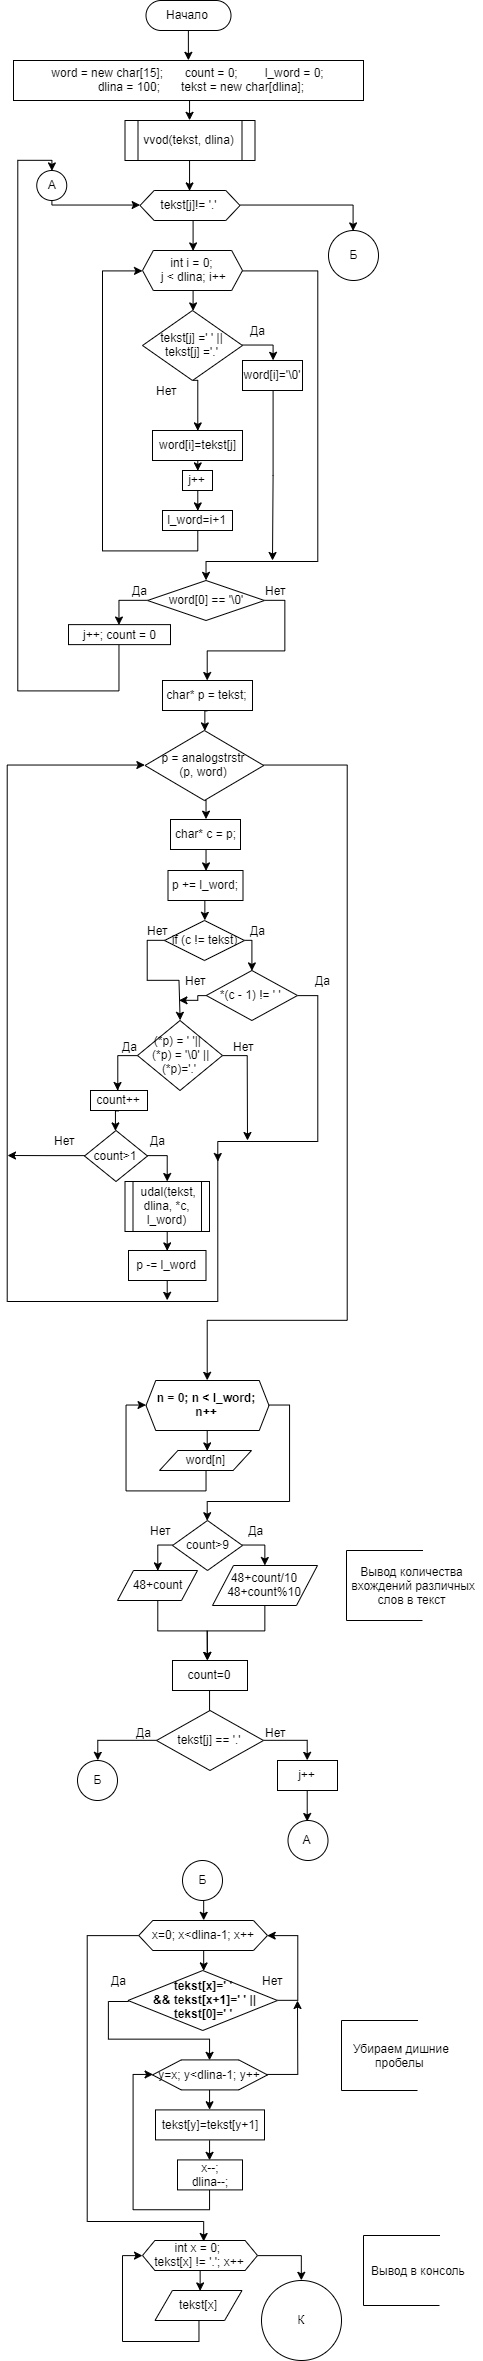 Начало
word = new char[15]; count = 0; l_word = 0;
dlina = 100; tekst = new char[dlina];
vvod(tekst, dlina)
А
tekst[j]!= '.'
Б
int i = 0;
j < dlina; i++
tekst[j] =' ' ||
tekst[j] ='.'
Да
word[i]='\0'
Нет
word[i]=tekst[j]
j++
l_word=i+1
Да
word[0] == '\0'
Нет
j++; count = 0
char* p = tekst;
p = analogstrstr
(p, word)
char* c = p;
p += l_word;
Нет
if (c != tekst)
Да
Нет
*(c - 1) != ' '
Да
Да
(*p) = ' '||
(*p) = '\0' ||
(*p)='.'
Нет
count++
Нет
count>1
Да
udal(tekst,
dlina, *c,
l_word)
p -= l_word
n = 0; n < l_word;
n++
word[n]
Нет
count>9
Да
48+count
48+count/10
48+count%10
Вывод количества
вхождений различных
слов в текст
count=0
Да
tekst[j] == '.'
Нет
Б
j++
А
Б
x=0; x<dlina-1; x++
Да
tekst[x]=' '
&& tekst[x+1]=' ' ||
tekst[0]=' '
Нет
Убираем дишние
пробелы
y=x; y<dlina-1; y++
tekst[y]=tekst[y+1]
x--;
dlina--;
int x = 0;
tekst[x] != '.'; x++
Вывод в консоль
tekst[x]
К